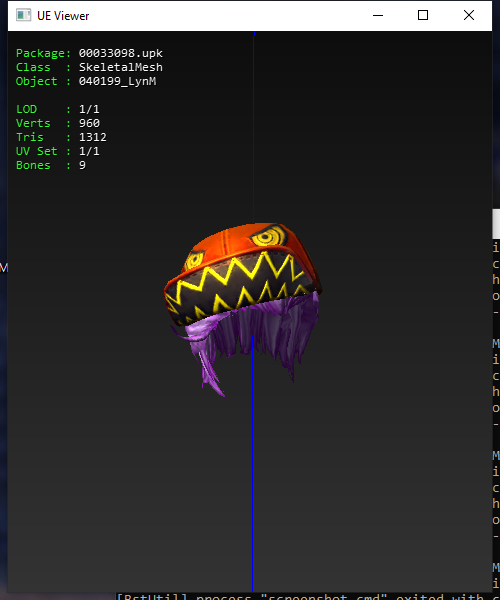 UE Viewer
Package: 00033098.upk
Class : SkeletalMesh
Object : 040199_LynM
LOD : 1/1
Verts : 960
Tris : 1312
UV Set : 1/1
Bones : 9
M
i
c
h
o
-
M
i
c
h
o
-
M
i
c
h
o
-
M
i
[BstUtil] process "screenshot.cmd" exited with c